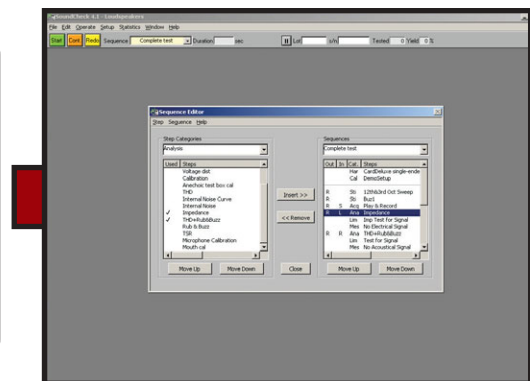 SoundCheck 4.1 - Loudspeakers
File Edit Operate Setup Statistics Window Help
Start Cont. Redo Sequence Complete test Duration sec Lot s/n Tested 0 Yield 0 %
Sequence Editor
Step Sequence Help
Step Categories
Analysis
Used Steps
Voltage dist
Calibration
Anechoic test box cal
THD
Internal Noise Curve
Internal Noise
✓ Impedance
✓ THD+Rub&Buzz
Rub & Buzz
TSR
Microphone Calibration
Mouth cal
Move Up Move Down
Insert >>
<< Remove
Close
Sequences
Complete test
Out In Cat. Steps
Har CardDeluxe single-ende
Cal DemoSetup
R Sti 12th&3rd Oct Sweep
R Sti Buz1
R S Acq Play & Record
R L Ana Impedance
Lim Imp Test for Signal
Mes No Electrical Signal
R R Ana THD+Rub&Buzz
Lim Test for Signal
Mes No Acoustical Signal
Move Up Move Down